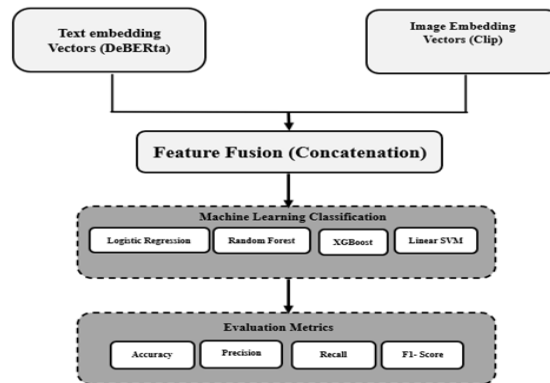 Text embedding
Vectors (DeBERta)
Image Embedding
Vectors (Clip)
Feature Fusion (Concatenation)
Machine Learning Classification
Logistic Regression
Random Forest
XGBoost
Linear SVM
Evaluation Metrics
Accuracy
Precision
Recall
F1- Score